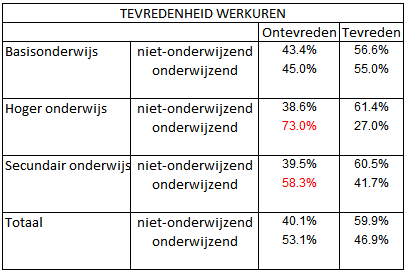 TEVREDENHEID WERKUREN
Ontevreden Tevreden
Basisonderwijs niet-onderwijzend 43.4% 56.6%
onderwijzend 45.0% 55.0%
Hoger onderwijs niet-onderwijzend 38.6% 61.4%
onderwijzend 73.0% 27.0%
Secundair onderwijs niet-onderwijzend 39.5% 60.5%
onderwijzend 58.3% 41.7%
Totaal niet-onderwijzend 40.1% 59.9%
onderwijzend 53.1% 46.9%